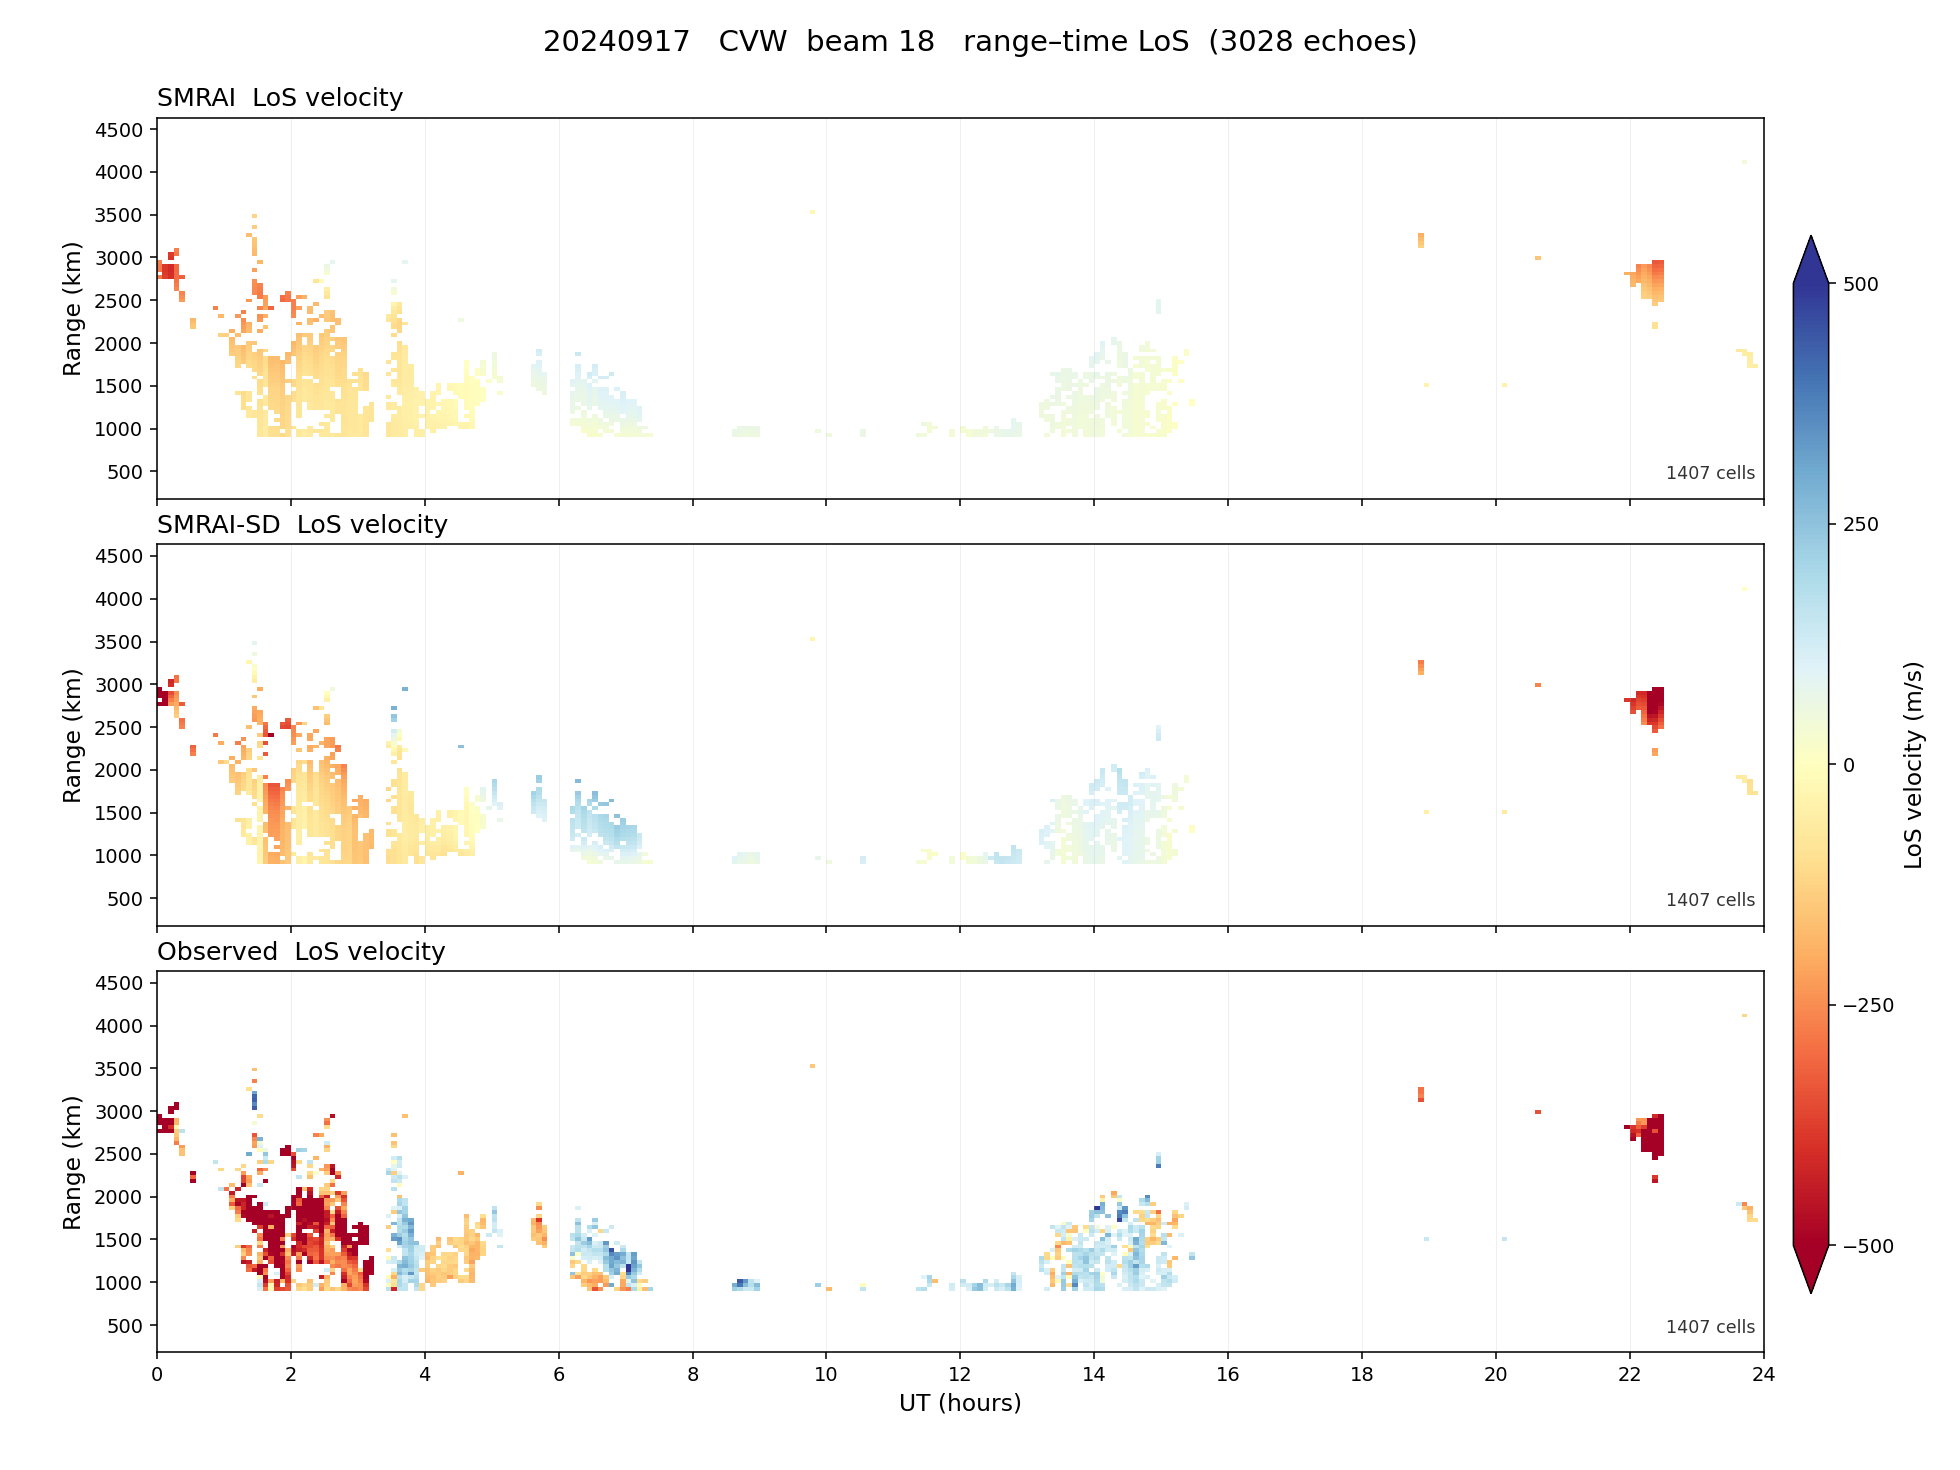 20240917   CVW  beam 18   range–time LoS  (3028 echoes)
SMRAI  LoS velocity
4500
4000
3500
3000
2500
2000
1500
1000
500
Range (km)
1407 cells
SMRAI-SD  LoS velocity
4500
4000
3500
3000
2500
2000
1500
1000
500
Range (km)
1407 cells
Observed  LoS velocity
4500
4000
3500
3000
2500
2000
1500
1000
500
Range (km)
1407 cells
0 2 4 6 8 10 12 14 16 18 20 22 24
UT (hours)
500
250
0
−250
−500
LoS velocity (m/s)